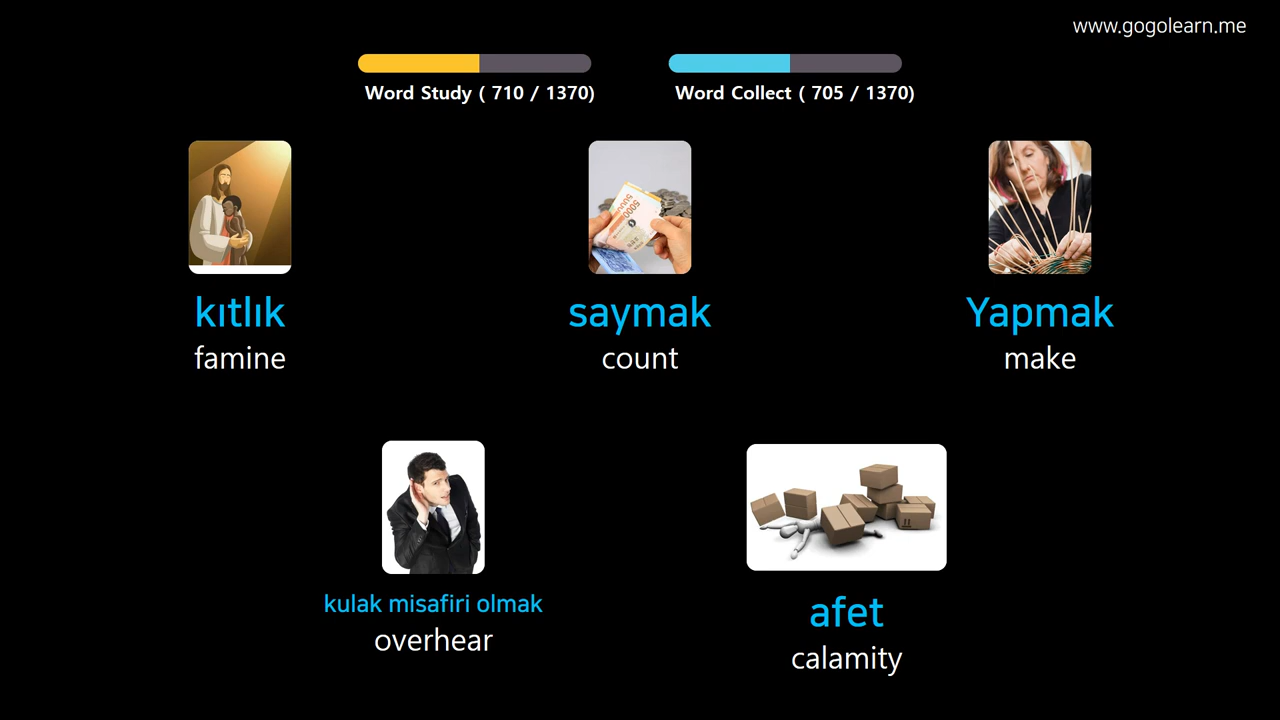 www.gogolearn.me
Word Study ( 710 / 1370)
Word Collect ( 705 / 1370)
kıtlık
famine
saymak
count
Yapmak
make
kulak misafiri olmak
overhear
afet
calamity